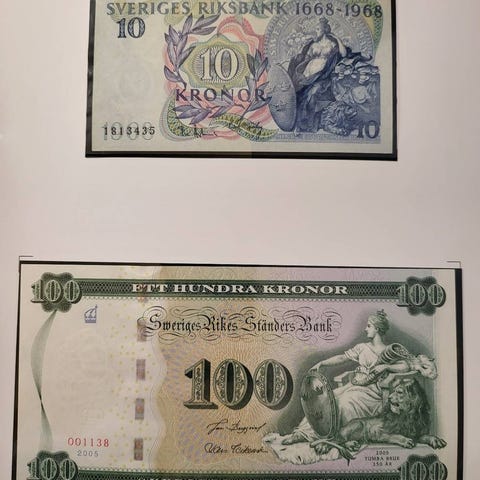 SVERIGES RIKSBANK 1668-1968
10
10
KRONOR
1813435
10
100 ETT HUNDRA KRONOR 100
Sweriges Rikes Ständers Bank
100
001138
2005
2005
TUMBA BRUK
250 ÅR
100
100